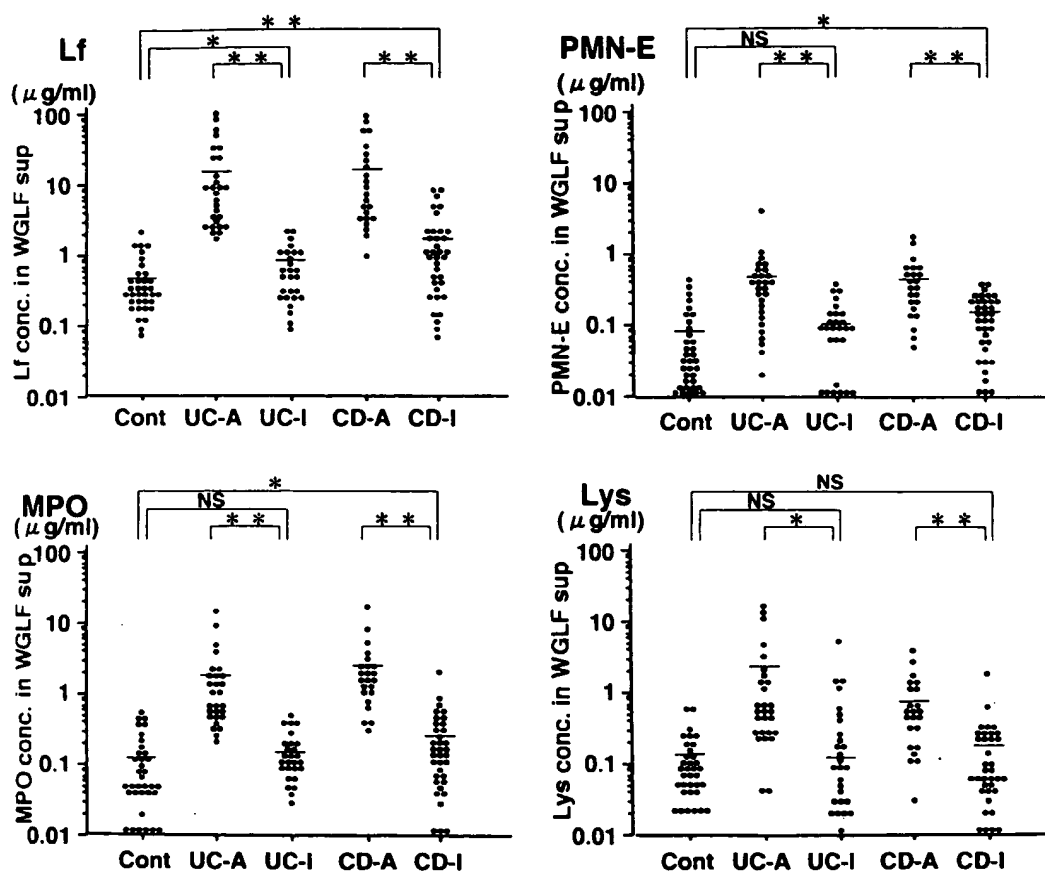 Lf
(μg/ml)
* *
*
* *
* *
Lf conc. in WGLF sup
100
10
1
0.1
0.01
Cont UC-A UC-I CD-A CD-I
PMN-E
(μg/ml)
*
NS
* *
* *
PMN-E conc. in WGLF sup
100
10
1
0.1
0.01
Cont UC-A UC-I CD-A CD-I
MPO
(μg/ml)
*
NS
* *
* *
MPO conc. in WGLF sup
100
10
1
0.1
0.01
Cont UC-A UC-I CD-A CD-I
Lys
(μg/ml)
NS
NS
*
* *
Lys conc. in WGLF sup
100
10
1
0.1
0.01
Cont UC-A UC-I CD-A CD-I